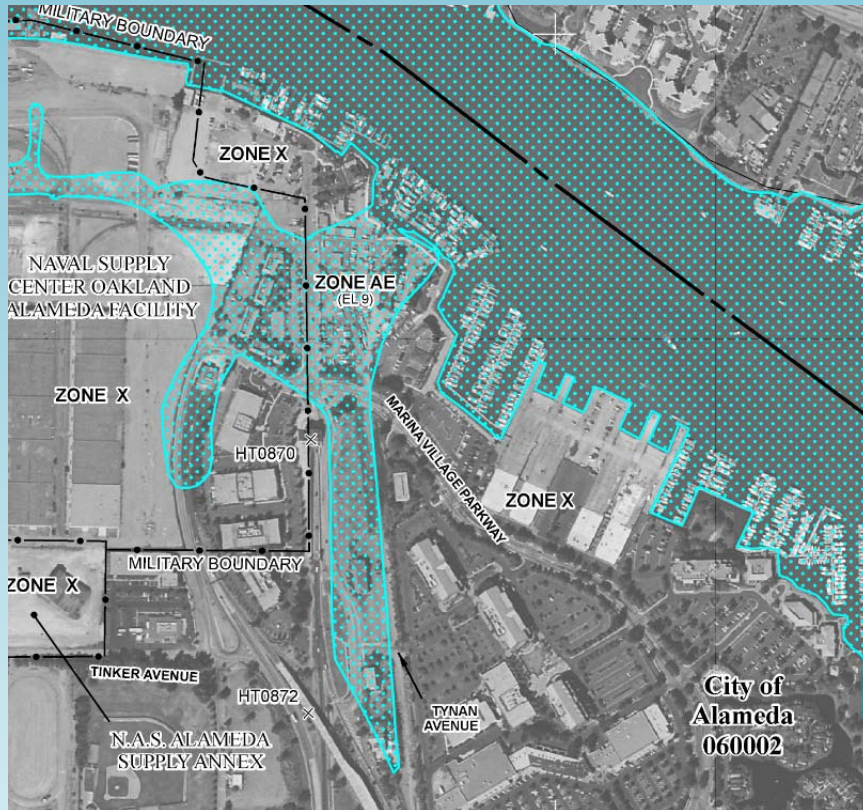 MILITARY BOUNDARY
ZONE X
NAVAL SUPPLY
CENTER OAKLAND
ALAMEDA FACILITY
ZONE AE
(EL 9)
ZONE X
MARINA VILLAGE PARKWAY
HT0870
ZONE X
MILITARY BOUNDARY
ZONE X
TINKER AVENUE
HT0872
TYNAN
AVENUE
City of
Alameda
060002
N.A.S. ALAMEDA
SUPPLY ANNEX